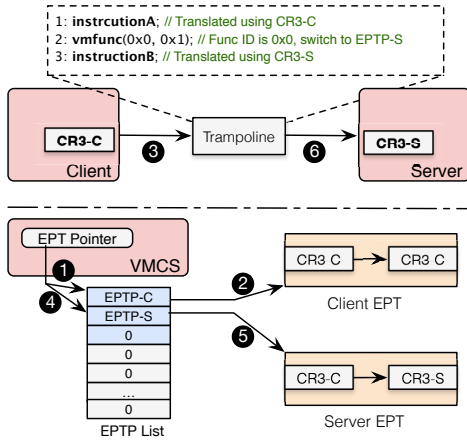 1: instrcutionA; // Translated using CR3-C
2: vmfunc(0x0, 0x1); // Func ID is 0x0, switch to EPTP-S
3: instructionB; // Translated using CR3-S
CR3-C
Client
3
Trampoline
6
CR3-S
Server
EPT Pointer
VMCS
1
4
EPTP-C
EPTP-S
0
0
0
...
0
EPTP List
2
CR3 C
CR3 C
Client EPT
5
CR3-C
CR3-S
Server EPT